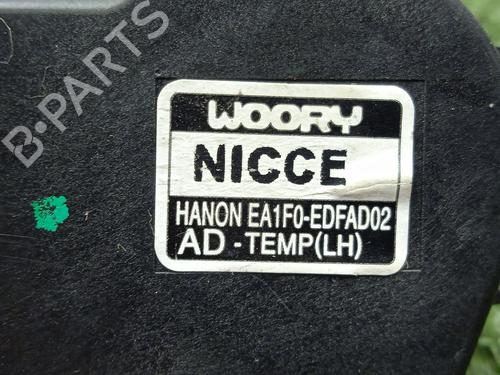 B-PARTS
WOORY
NICCE
HANON EA1F0-EDFAD02
AD - TEMP(LH)